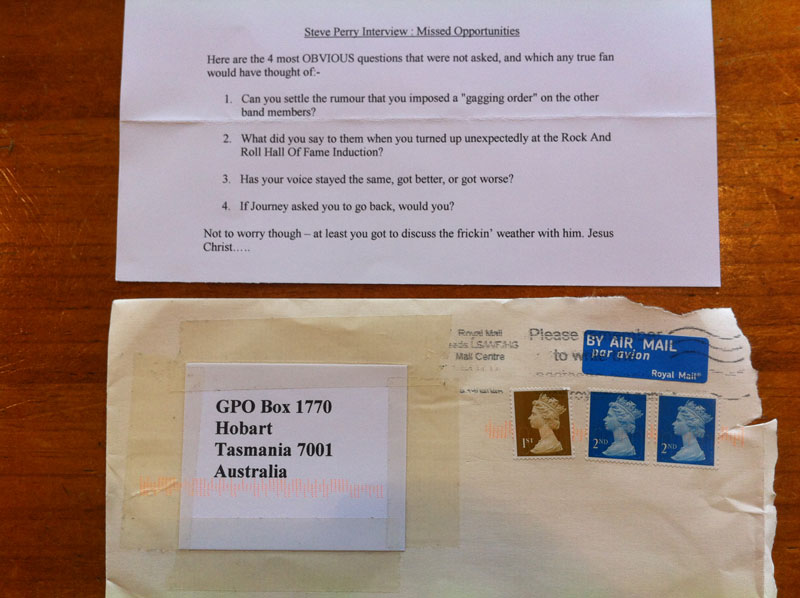 Steve Perry Interview : Missed Opportunities
Here are the 4 most OBVIOUS questions that were not asked, and which any true fan
would have thought of:-
1. Can you settle the rumour that you imposed a "gagging order" on the other
band members?
2. What did you say to them when you turned up unexpectedly at the Rock And
Roll Hall Of Fame Induction?
3. Has your voice stayed the same, got better, or got worse?
4. If Journey asked you to go back, would you?
Not to worry though – at least you got to discuss the frickin' weather with him. Jesus
Christ…..
Royal Mail
Mail Centre
Please
to
BY AIR MAIL
par avion
Royal Mail®
1ST
2ND
2ND
GPO Box 1770
Hobart
Tasmania 7001
Australia